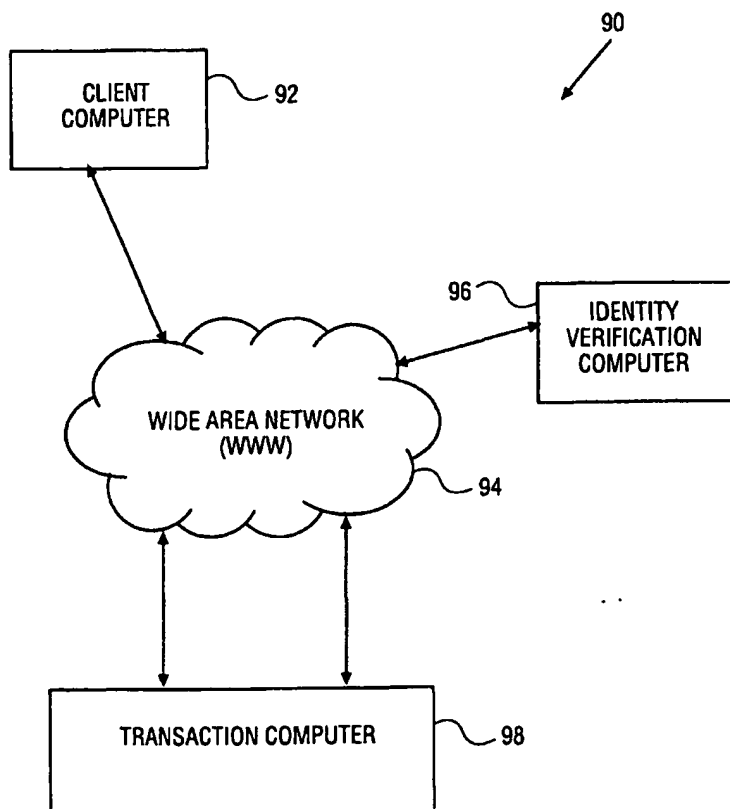 90
CLIENT
COMPUTER
92
96
IDENTITY
VERIFICATION
COMPUTER
WIDE AREA NETWORK
(WWW)
94
TRANSACTION COMPUTER
98